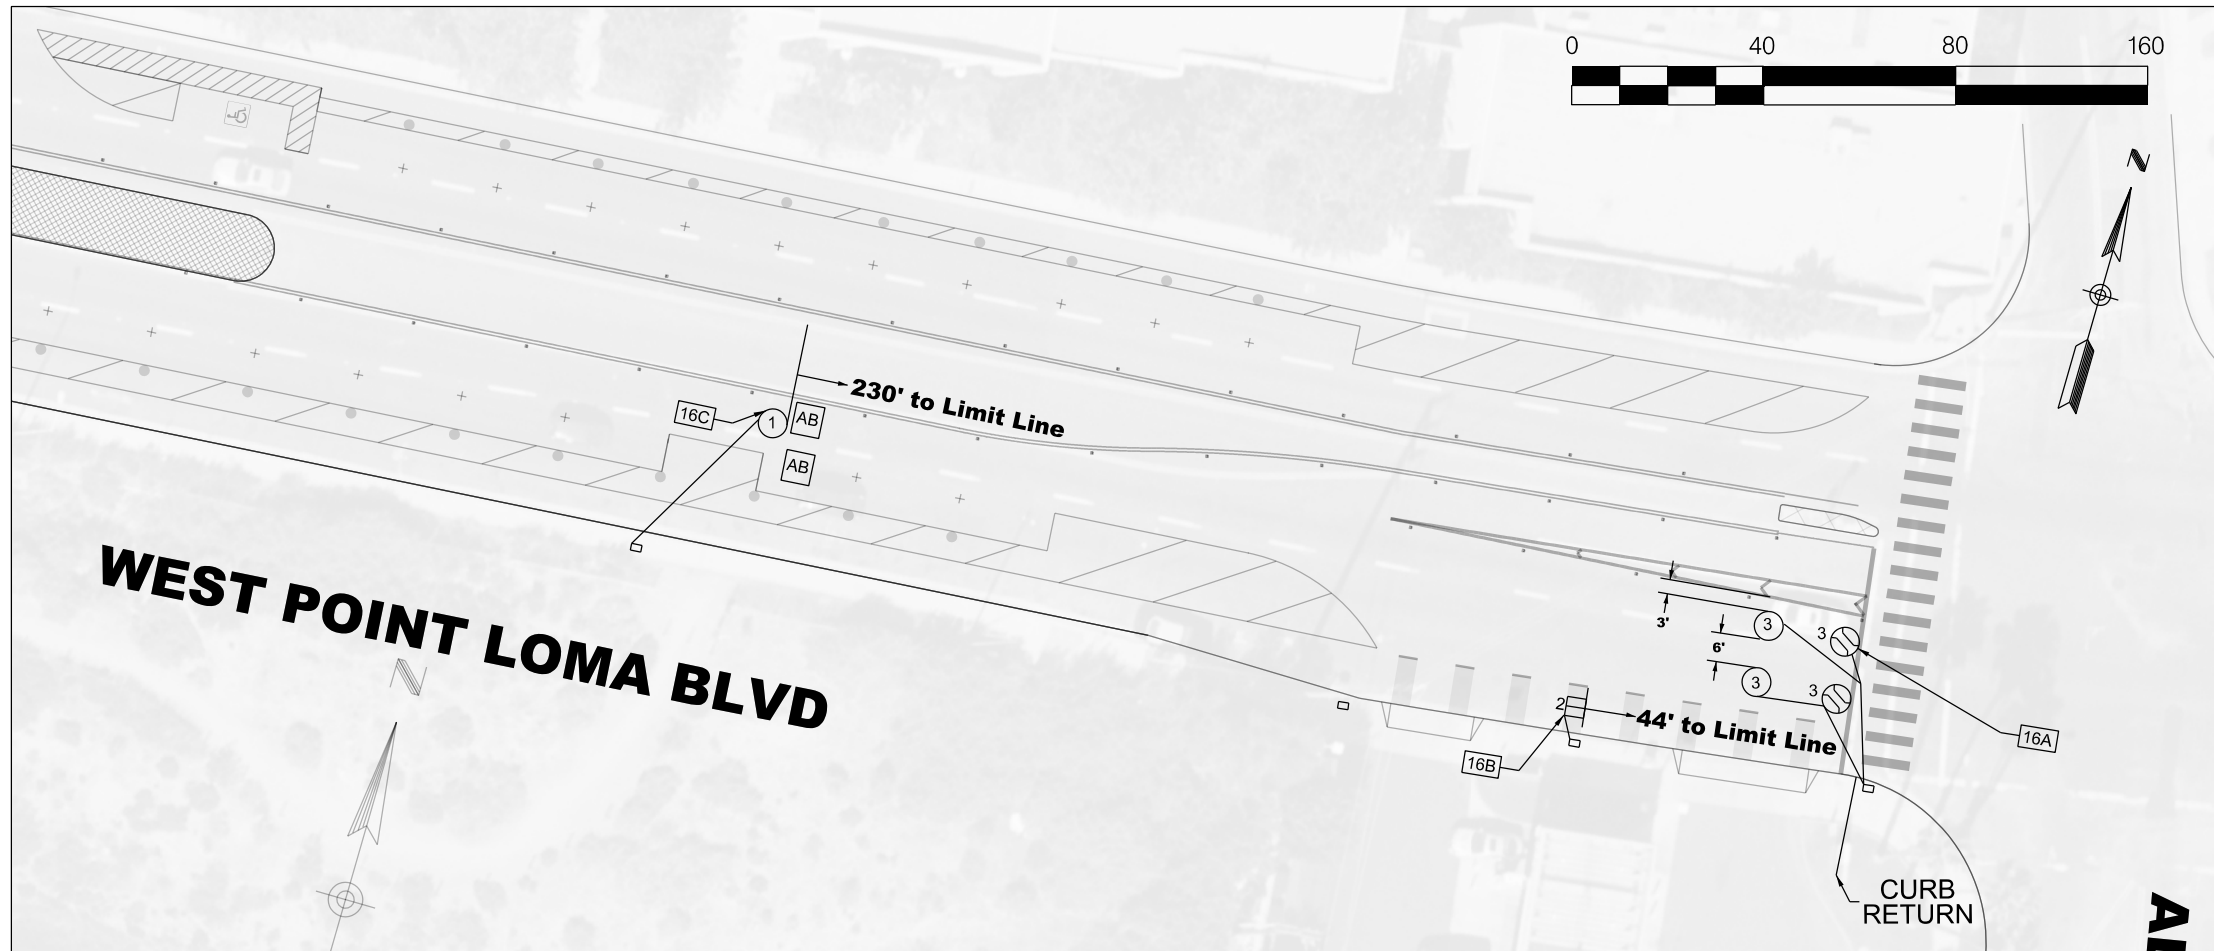 0 40 80 160
N
16C
1
AB
AB
230' to Limit Line
WEST POINT LOMA BLVD
N
3'
3
3
6'
3
3
2
44' to Limit Line
16B
16A
CURB
RETURN